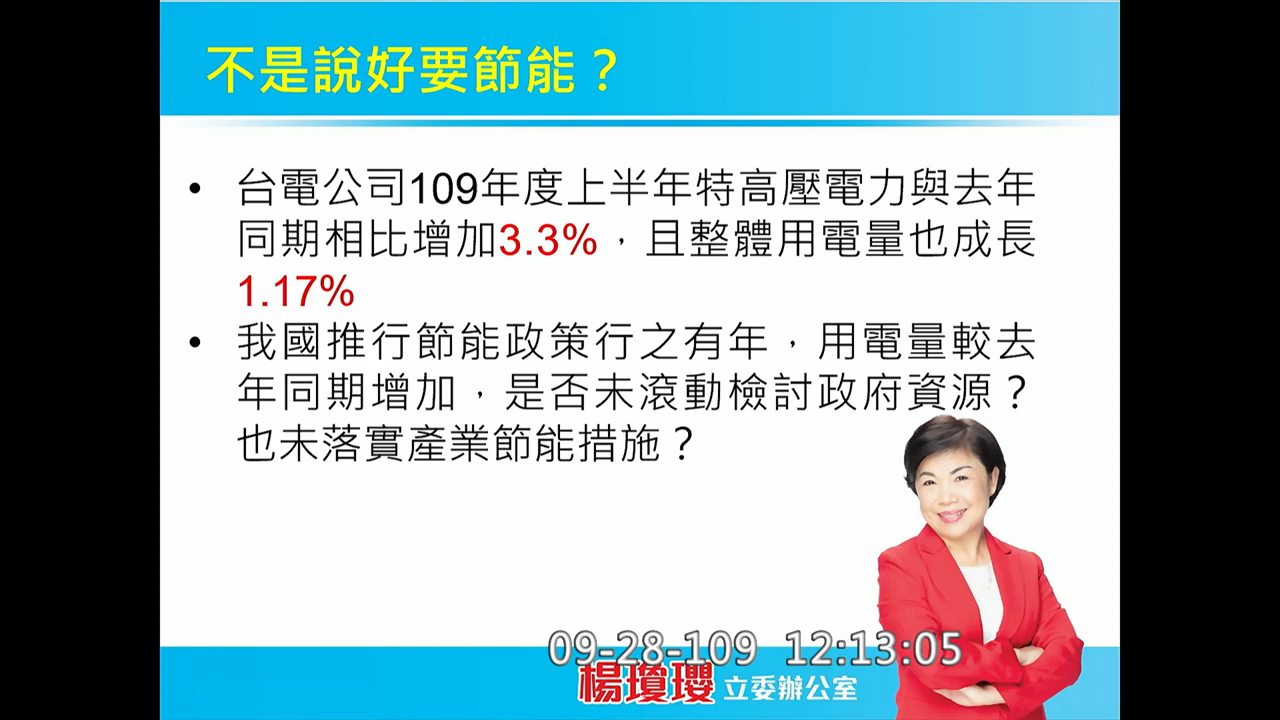 不是說好要節能？
• 台電公司109年度上半年特高壓電力與去年
同期相比增加3.3%，且整體用電量也成長
1.17%
• 我國推行節能政策行之有年，用電量較去
年同期增加，是否未滾動檢討政府資源？
也未落實產業節能措施？
09-28-109 12:13:05
楊瓊瓔 立委辦公室